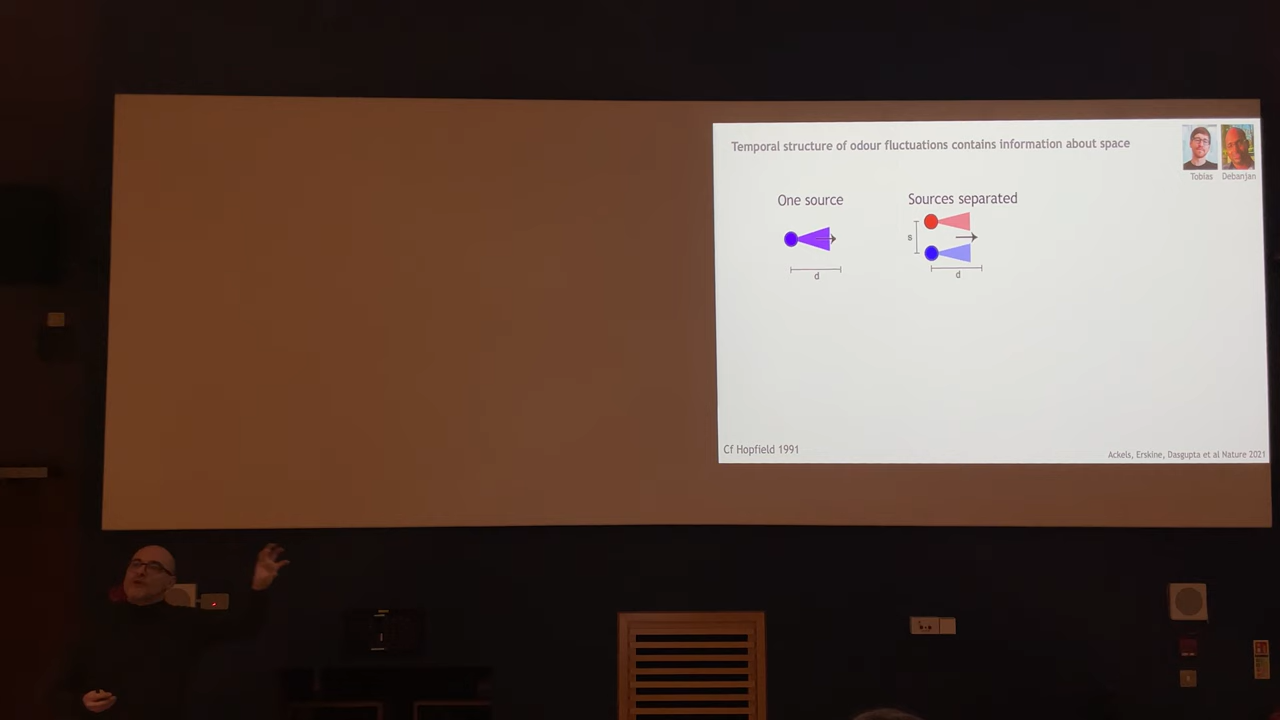 Temporal structure of odour fluctuations contains information about space
Tobias Debanjan
One source
Sources separated
s
d
d
Cf Hopfield 1991
Ackels, Erskine, Dasgupta et al Nature 2021